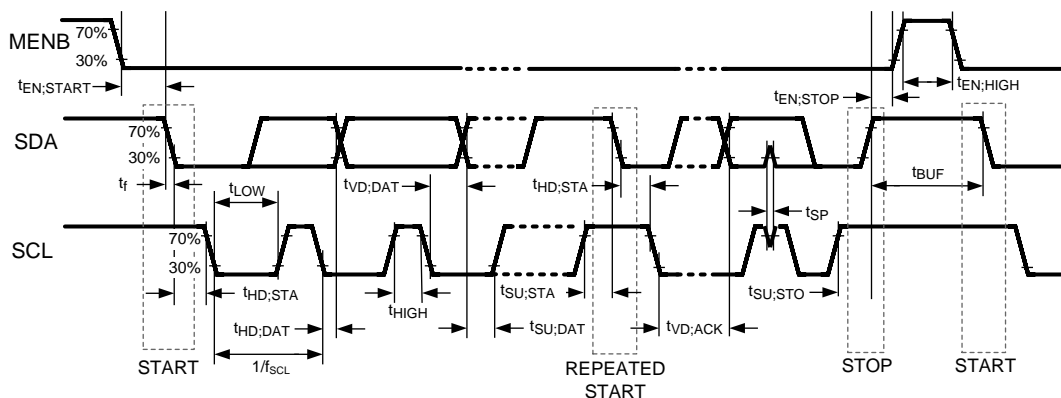 70%
MENB
30%
tEN;START
tEN;STOP
tEN;HIGH
70%
SDA
30%
tf
tLOW
tVD;DAT
tHD;STA
tBUF
tSP
70%
SCL
30%
tHD;STA
tHIGH
tSU;STA
tSU;STO
tHD;DAT
tSU;DAT
tVD;ACK
1/fSCL
START
REPEATED
START
STOP
START